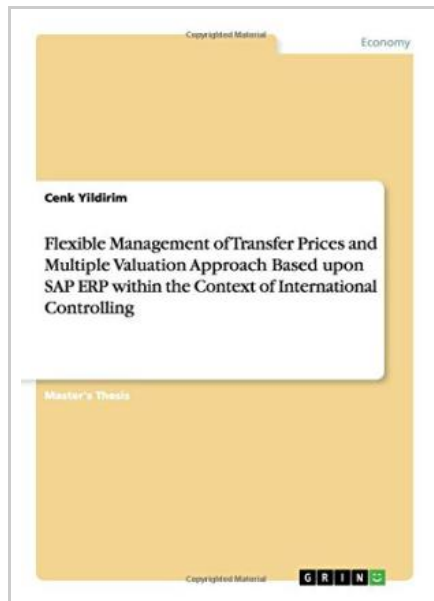 Copyrighted Material
Economy
Cenk Yildirim
Flexible Management of Transfer Prices and
Multiple Valuation Approach Based upon
SAP ERP within the Context of International
Controlling
Master's Thesis
Copyrighted Material
GRIN